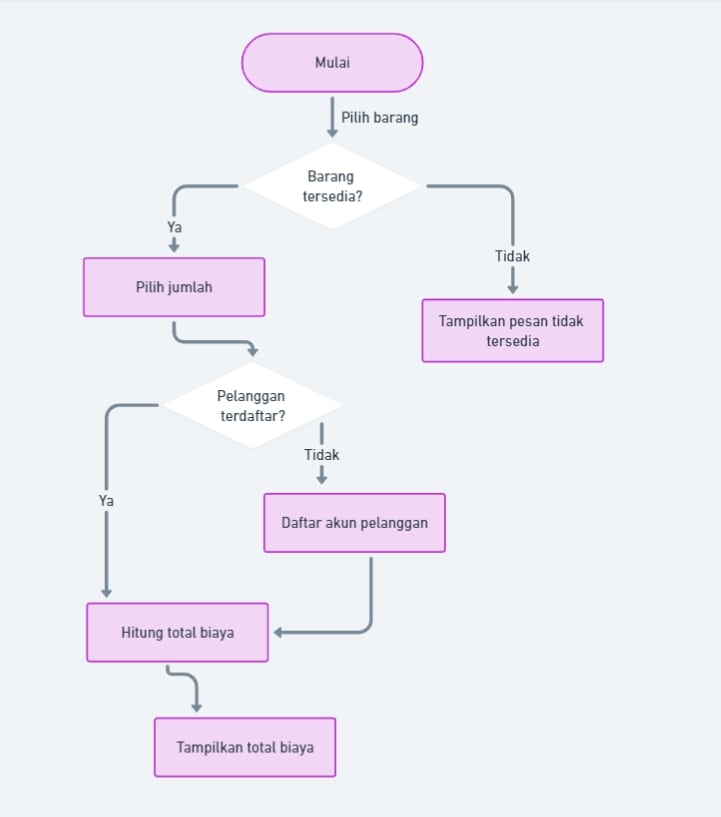 Mulai
Pilih barang
Barang
tersedia?
Ya
Tidak
Pilih jumlah
Tampilkan pesan tidak
tersedia
Pelanggan
terdaftar?
Tidak
Ya
Daftar akun pelanggan
Hitung total biaya
Tampilkan total biaya